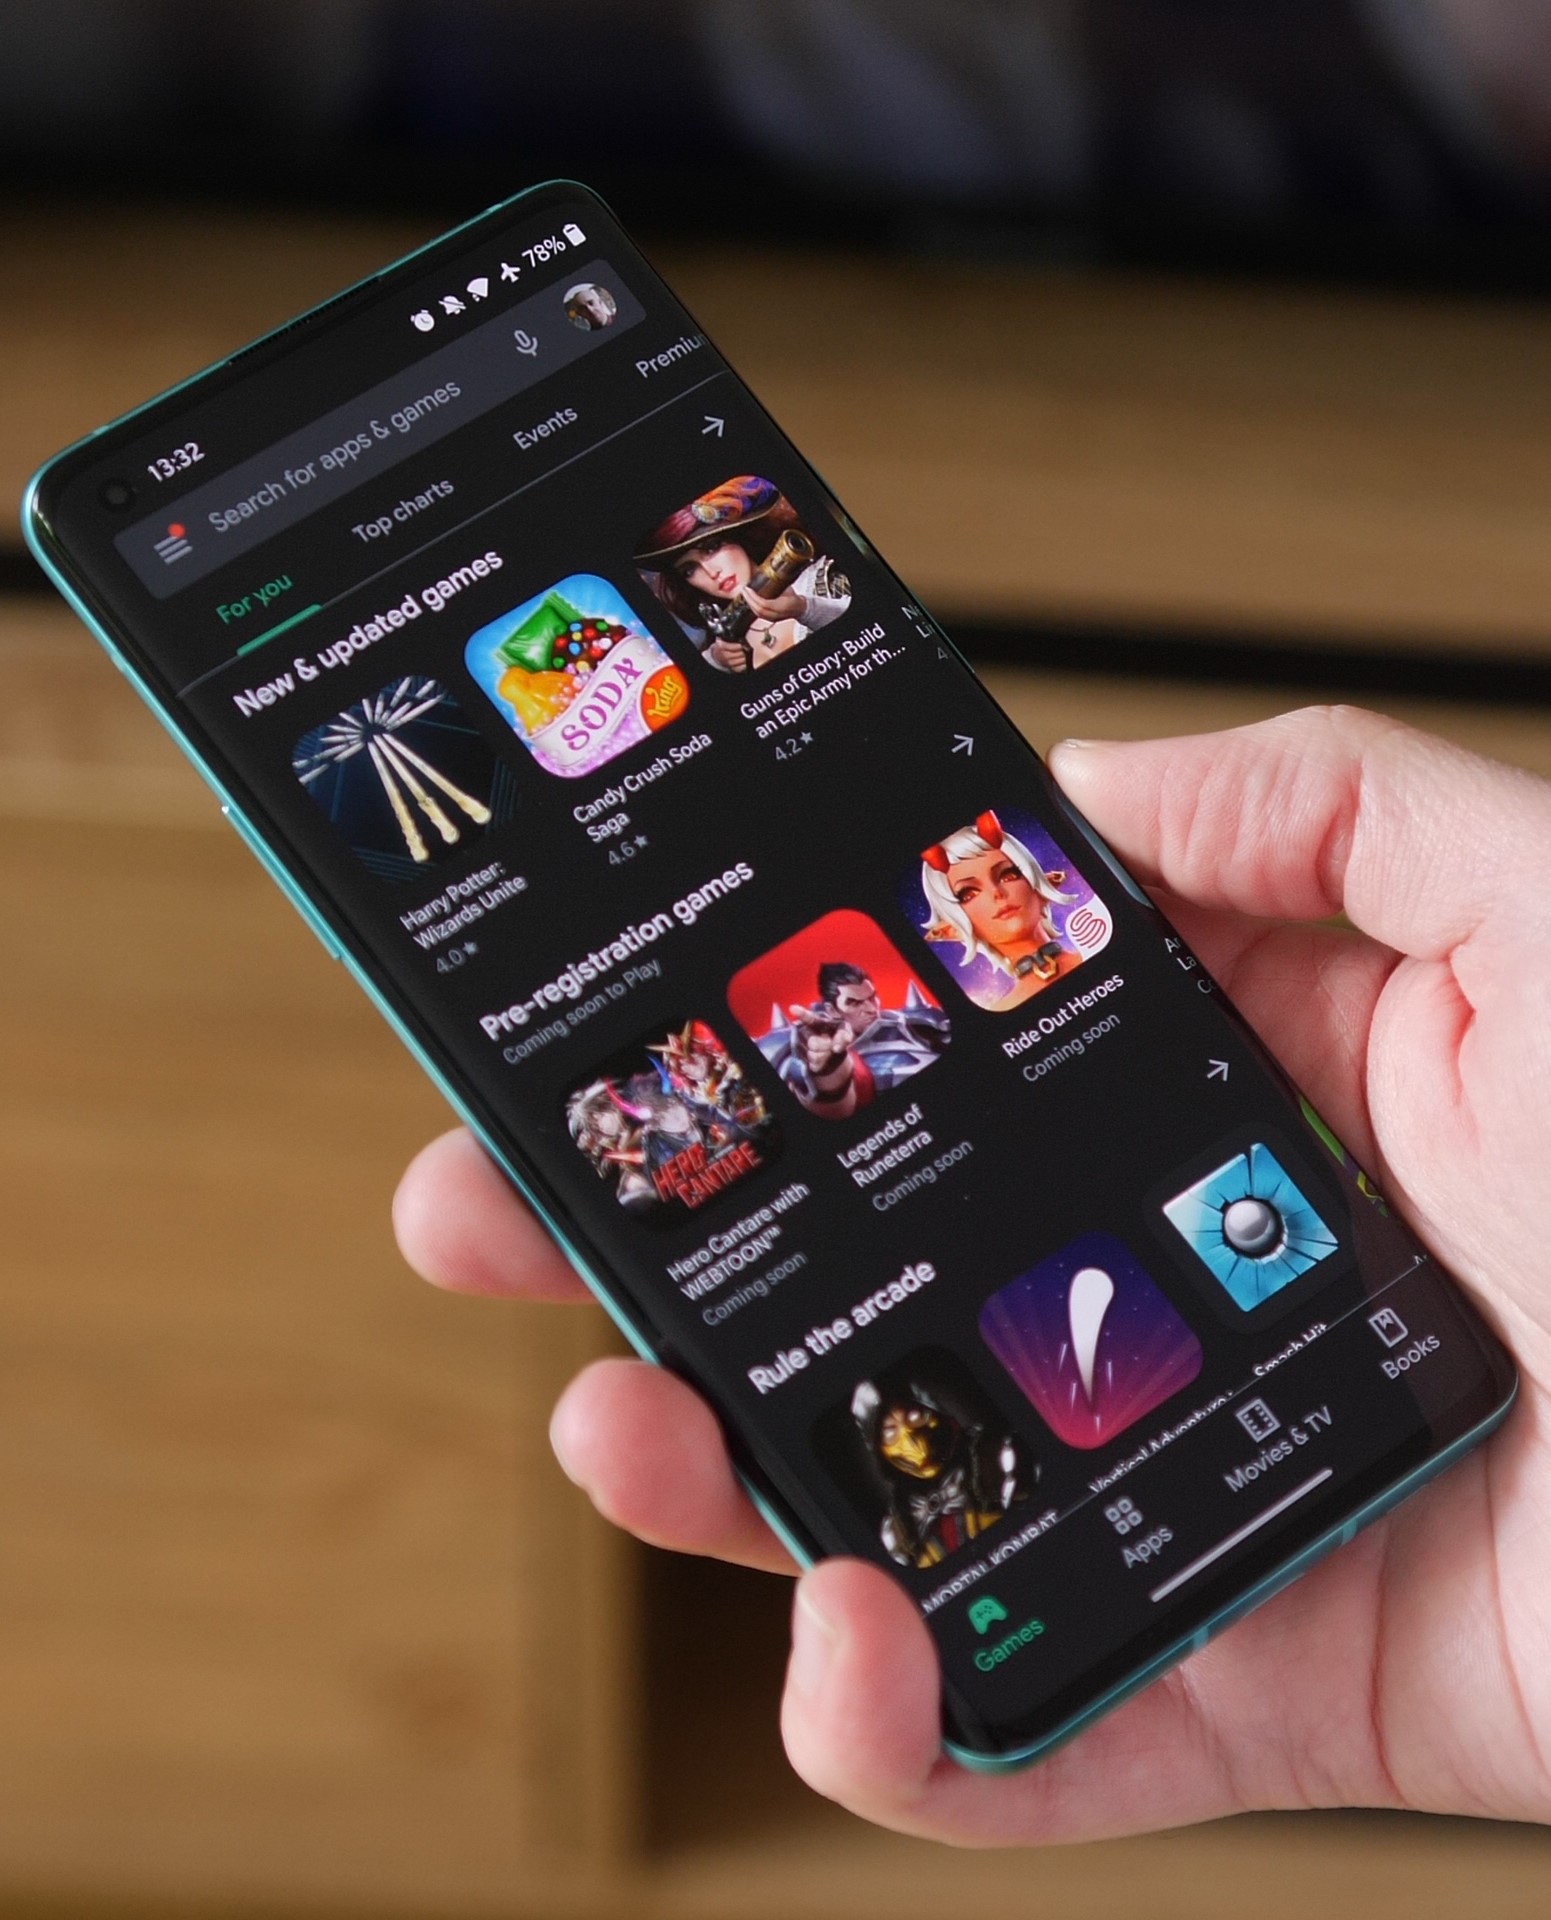 13:32
78%
Search for apps & games
For you
Top charts
Events
New & updated games
SODA
King
Harry Potter:
Wizards Unite
4.0★
Candy Crush Soda
Saga
4.6★
Guns of Glory: Build
an Epic Army for th...
4.2★
Pre-registration games
Coming soon to Play
HERO
CANTARE
Hero Cantare with
WEBTOON™
Coming soon
Legends of
Runeterra
Coming soon
Ride Out Heroes
Coming soon
Rule the arcade
MORTAL KOMBAT
Vertical Adventure
Smash Hit
Games
Apps
Movies & TV
Books